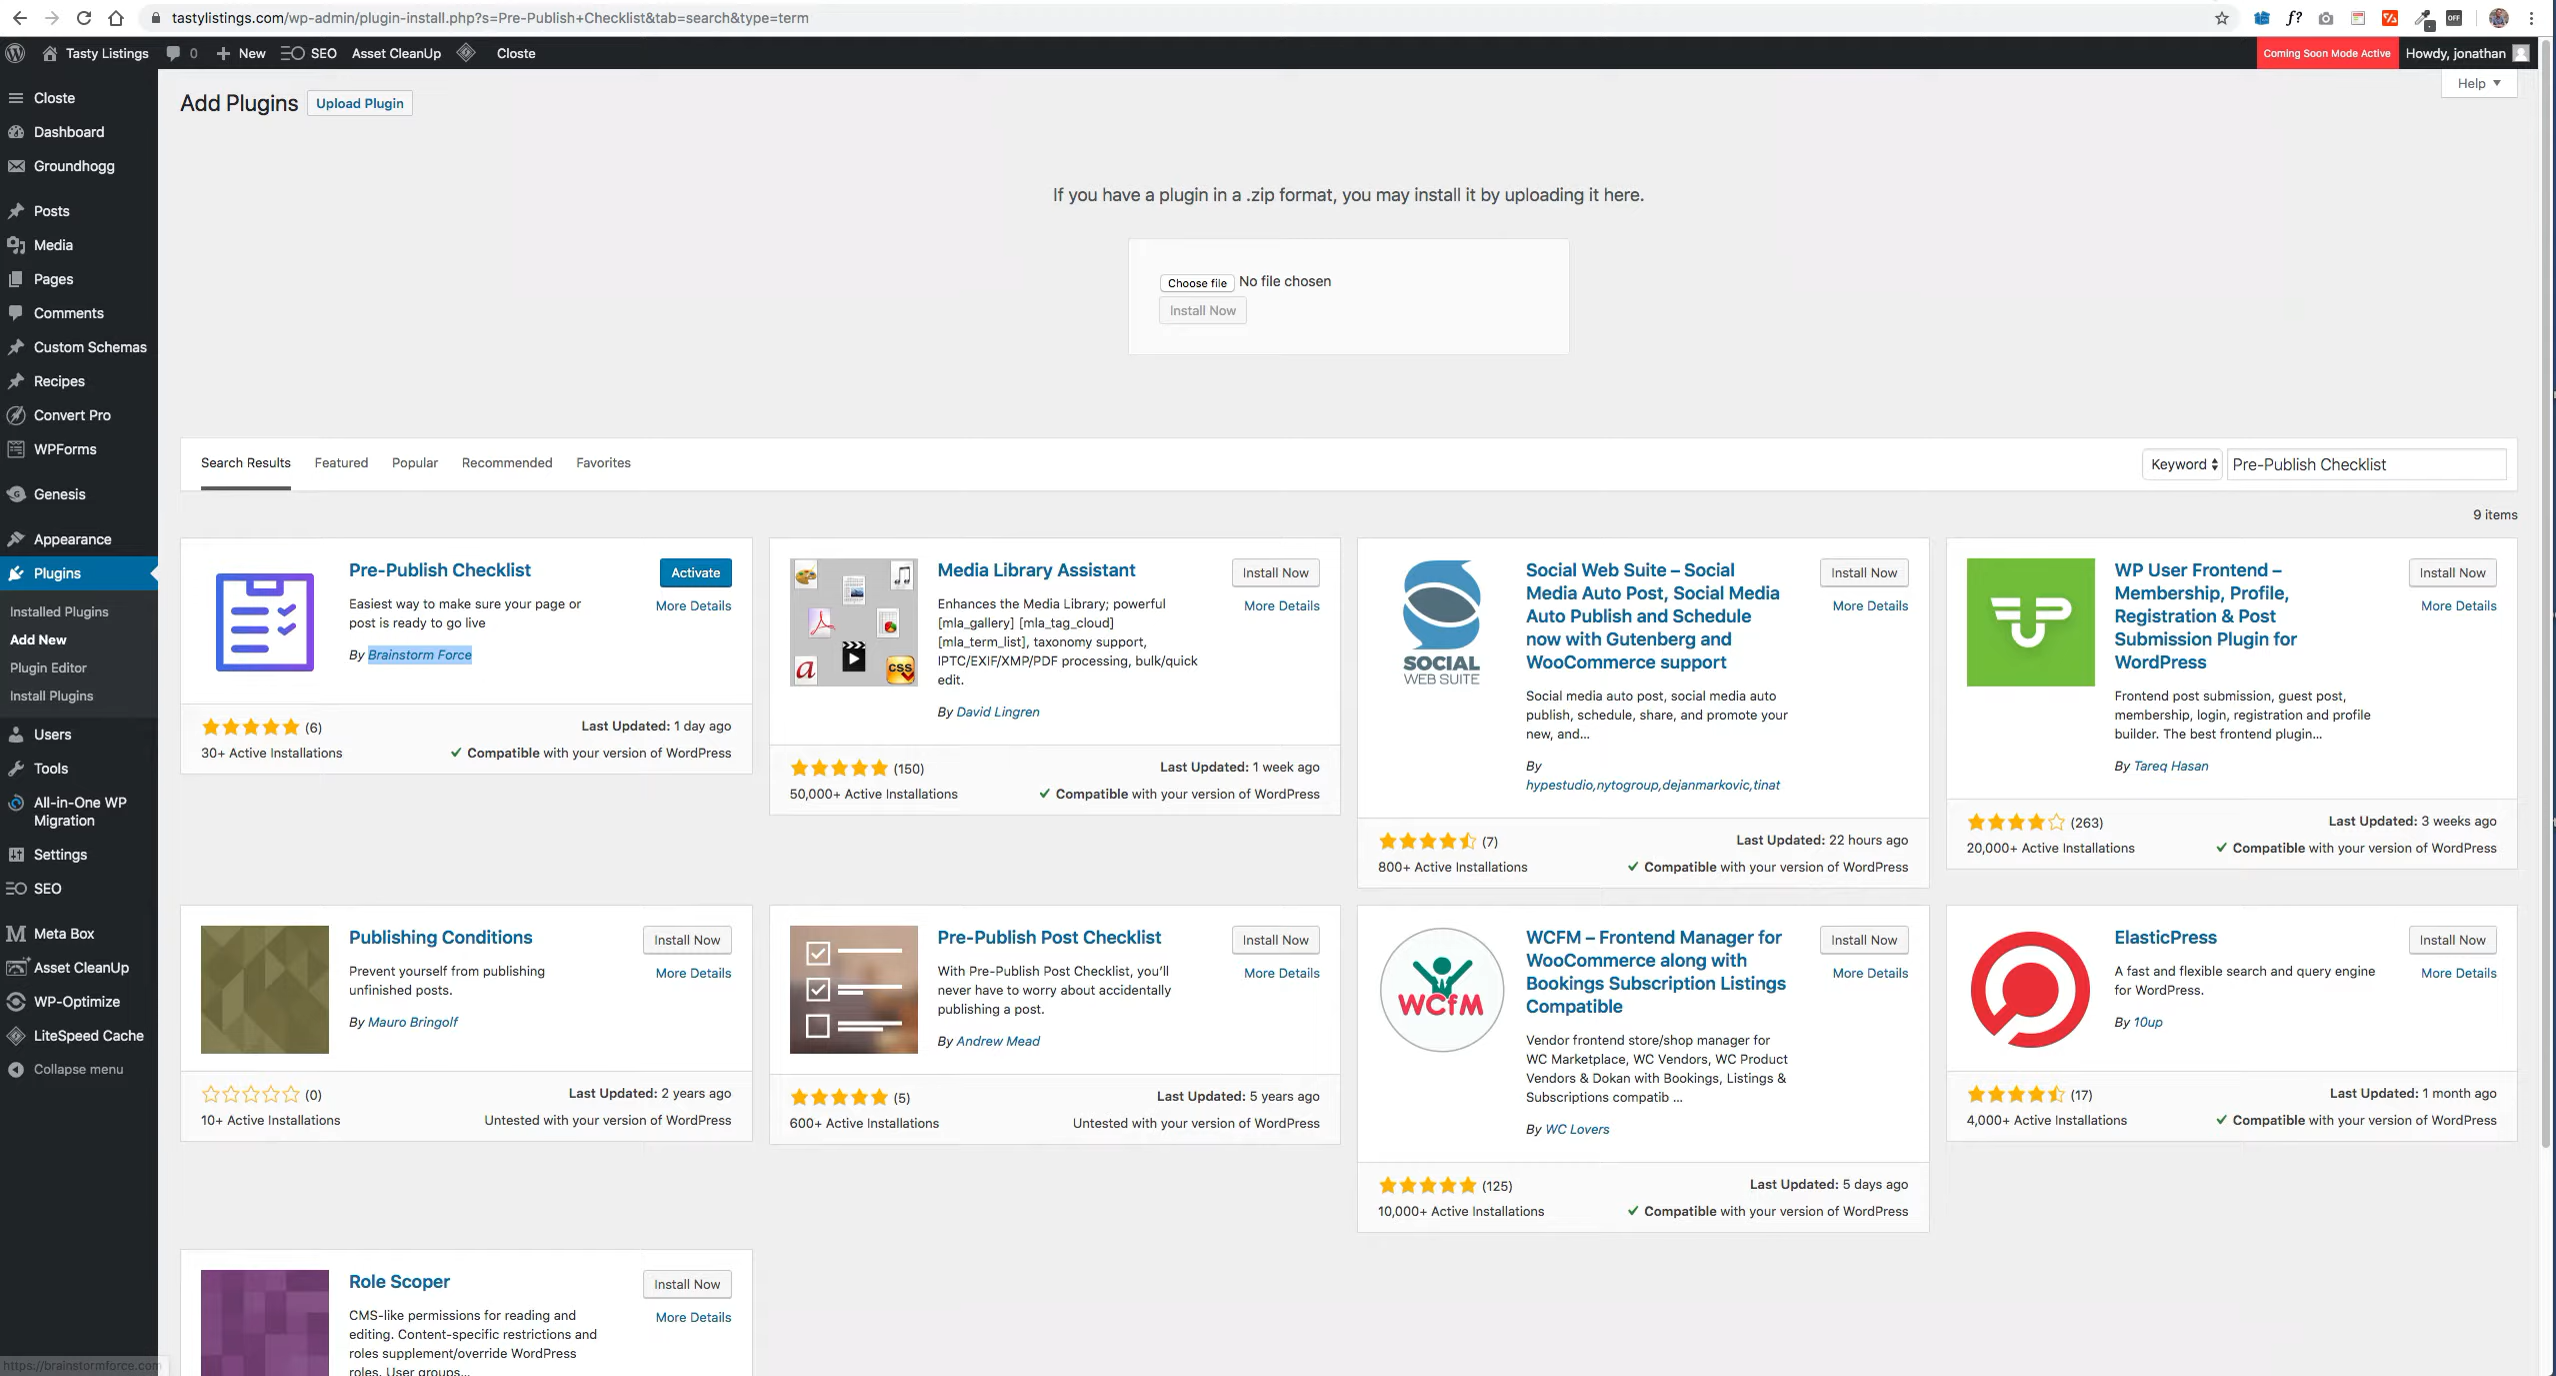 tastylistings.com/wp-admin/plugin-install.php?s=Pre-Publish+Checklist&tab=search&type=term
f?
OFF
Tasty Listings 0 New SEO Asset CleanUp Closte
Coming Soon Mode Active Howdy, jonathan
Closte
Dashboard
Groundhogg
Posts
Media
Pages
Comments
Custom Schemas
Recipes
Convert Pro
WPForms
Genesis
Appearance
Plugins
Installed Plugins
Add New
Plugin Editor
Install Plugins
Users
Tools
All-in-One WP
Migration
Settings
SEO
Meta Box
Asset CleanUp
WP-Optimize
LiteSpeed Cache
Collapse menu
https://brainstormforce.com
Add Plugins Upload Plugin
Help
If you have a plugin in a .zip format, you may install it by uploading it here.
Choose file No file chosen
Install Now
Search Results Featured Popular Recommended Favorites
Keyword Pre-Publish Checklist
9 items
Pre-Publish Checklist
Activate
More Details
Easiest way to make sure your page or
post is ready to go live
By Brainstorm Force
(6)
Last Updated: 1 day ago
30+ Active Installations
Compatible with your version of WordPress
a
CSS
Media Library Assistant
Install Now
More Details
Enhances the Media Library; powerful
[mla_gallery] [mla_tag_cloud]
[mla_term_list], taxonomy support,
IPTC/EXIF/XMP/PDF processing, bulk/quick
edit.
By David Lingren
(150)
Last Updated: 1 week ago
50,000+ Active Installations
Compatible with your version of WordPress
SOCIAL
WEB SUITE
Social Web Suite – Social
Media Auto Post, Social Media
Auto Publish and Schedule
now with Gutenberg and
WooCommerce support
Install Now
More Details
Social media auto post, social media auto
publish, schedule, share, and promote your
new, and...
By
hypestudio,nytogroup,dejanmarkovic,tinat
(7)
Last Updated: 22 hours ago
800+ Active Installations
Compatible with your version of WordPress
UP
WP User Frontend –
Membership, Profile,
Registration & Post
Submission Plugin for
WordPress
Install Now
More Details
Frontend post submission, guest post,
membership, login, registration and profile
builder. The best frontend plugin...
By Tareq Hasan
(263)
Last Updated: 3 weeks ago
20,000+ Active Installations
Compatible with your version of WordPress
Publishing Conditions
Install Now
More Details
Prevent yourself from publishing
unfinished posts.
By Mauro Bringolf
(0)
Last Updated: 2 years ago
10+ Active Installations
Untested with your version of WordPress
Pre-Publish Post Checklist
Install Now
More Details
With Pre-Publish Post Checklist, you'll
never have to worry about accidentally
publishing a post.
By Andrew Mead
(5)
Last Updated: 5 years ago
600+ Active Installations
Untested with your version of WordPress
WCfM
WCFM – Frontend Manager for
WooCommerce along with
Bookings Subscription Listings
Compatible
Install Now
More Details
Vendor frontend store/shop manager for
WC Marketplace, WC Vendors, WC Product
Vendors & Dokan with Bookings, Listings &
Subscriptions compatib ...
By WC Lovers
(125)
Last Updated: 5 days ago
10,000+ Active Installations
Compatible with your version of WordPress
ElasticPress
Install Now
More Details
A fast and flexible search and query engine
for WordPress.
By 10up
(17)
Last Updated: 1 month ago
4,000+ Active Installations
Compatible with your version of WordPress
Role Scoper
Install Now
More Details
CMS-like permissions for reading and
editing. Content-specific restrictions and
roles supplement/override WordPress
roles. User groups...